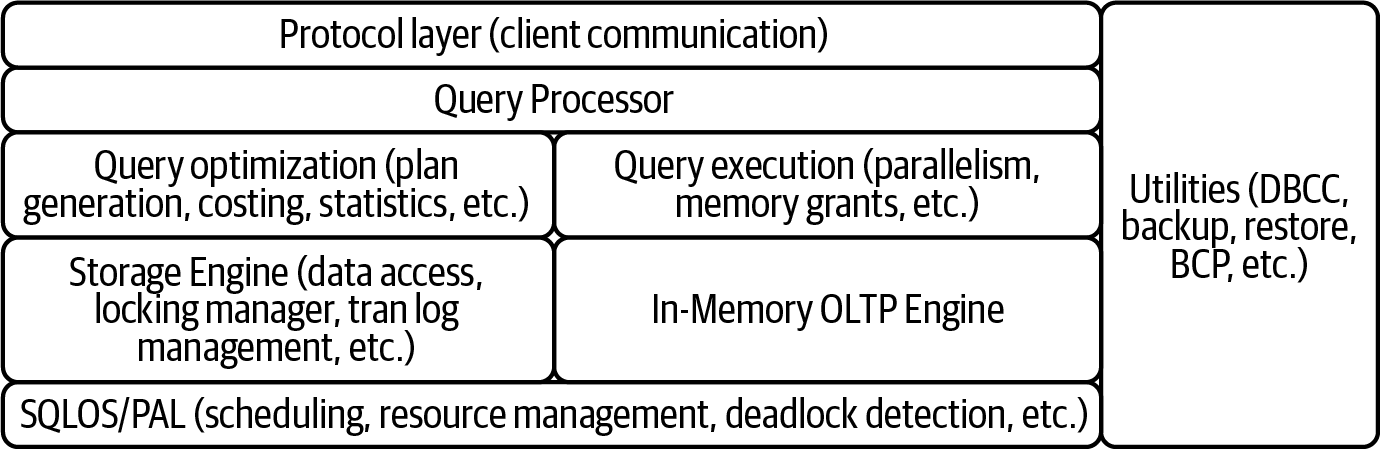 Protocol layer (client communication)
Query Processor
Query optimization (plan
generation, costing, statistics, etc.)
Query execution (parallelism,
memory grants, etc.)
Storage Engine (data access,
locking manager, tran log
management, etc.)
In-Memory OLTP Engine
SQLOS/PAL (scheduling, resource management, deadlock detection, etc.)
Utilities (DBCC,
backup, restore,
BCP, etc.)